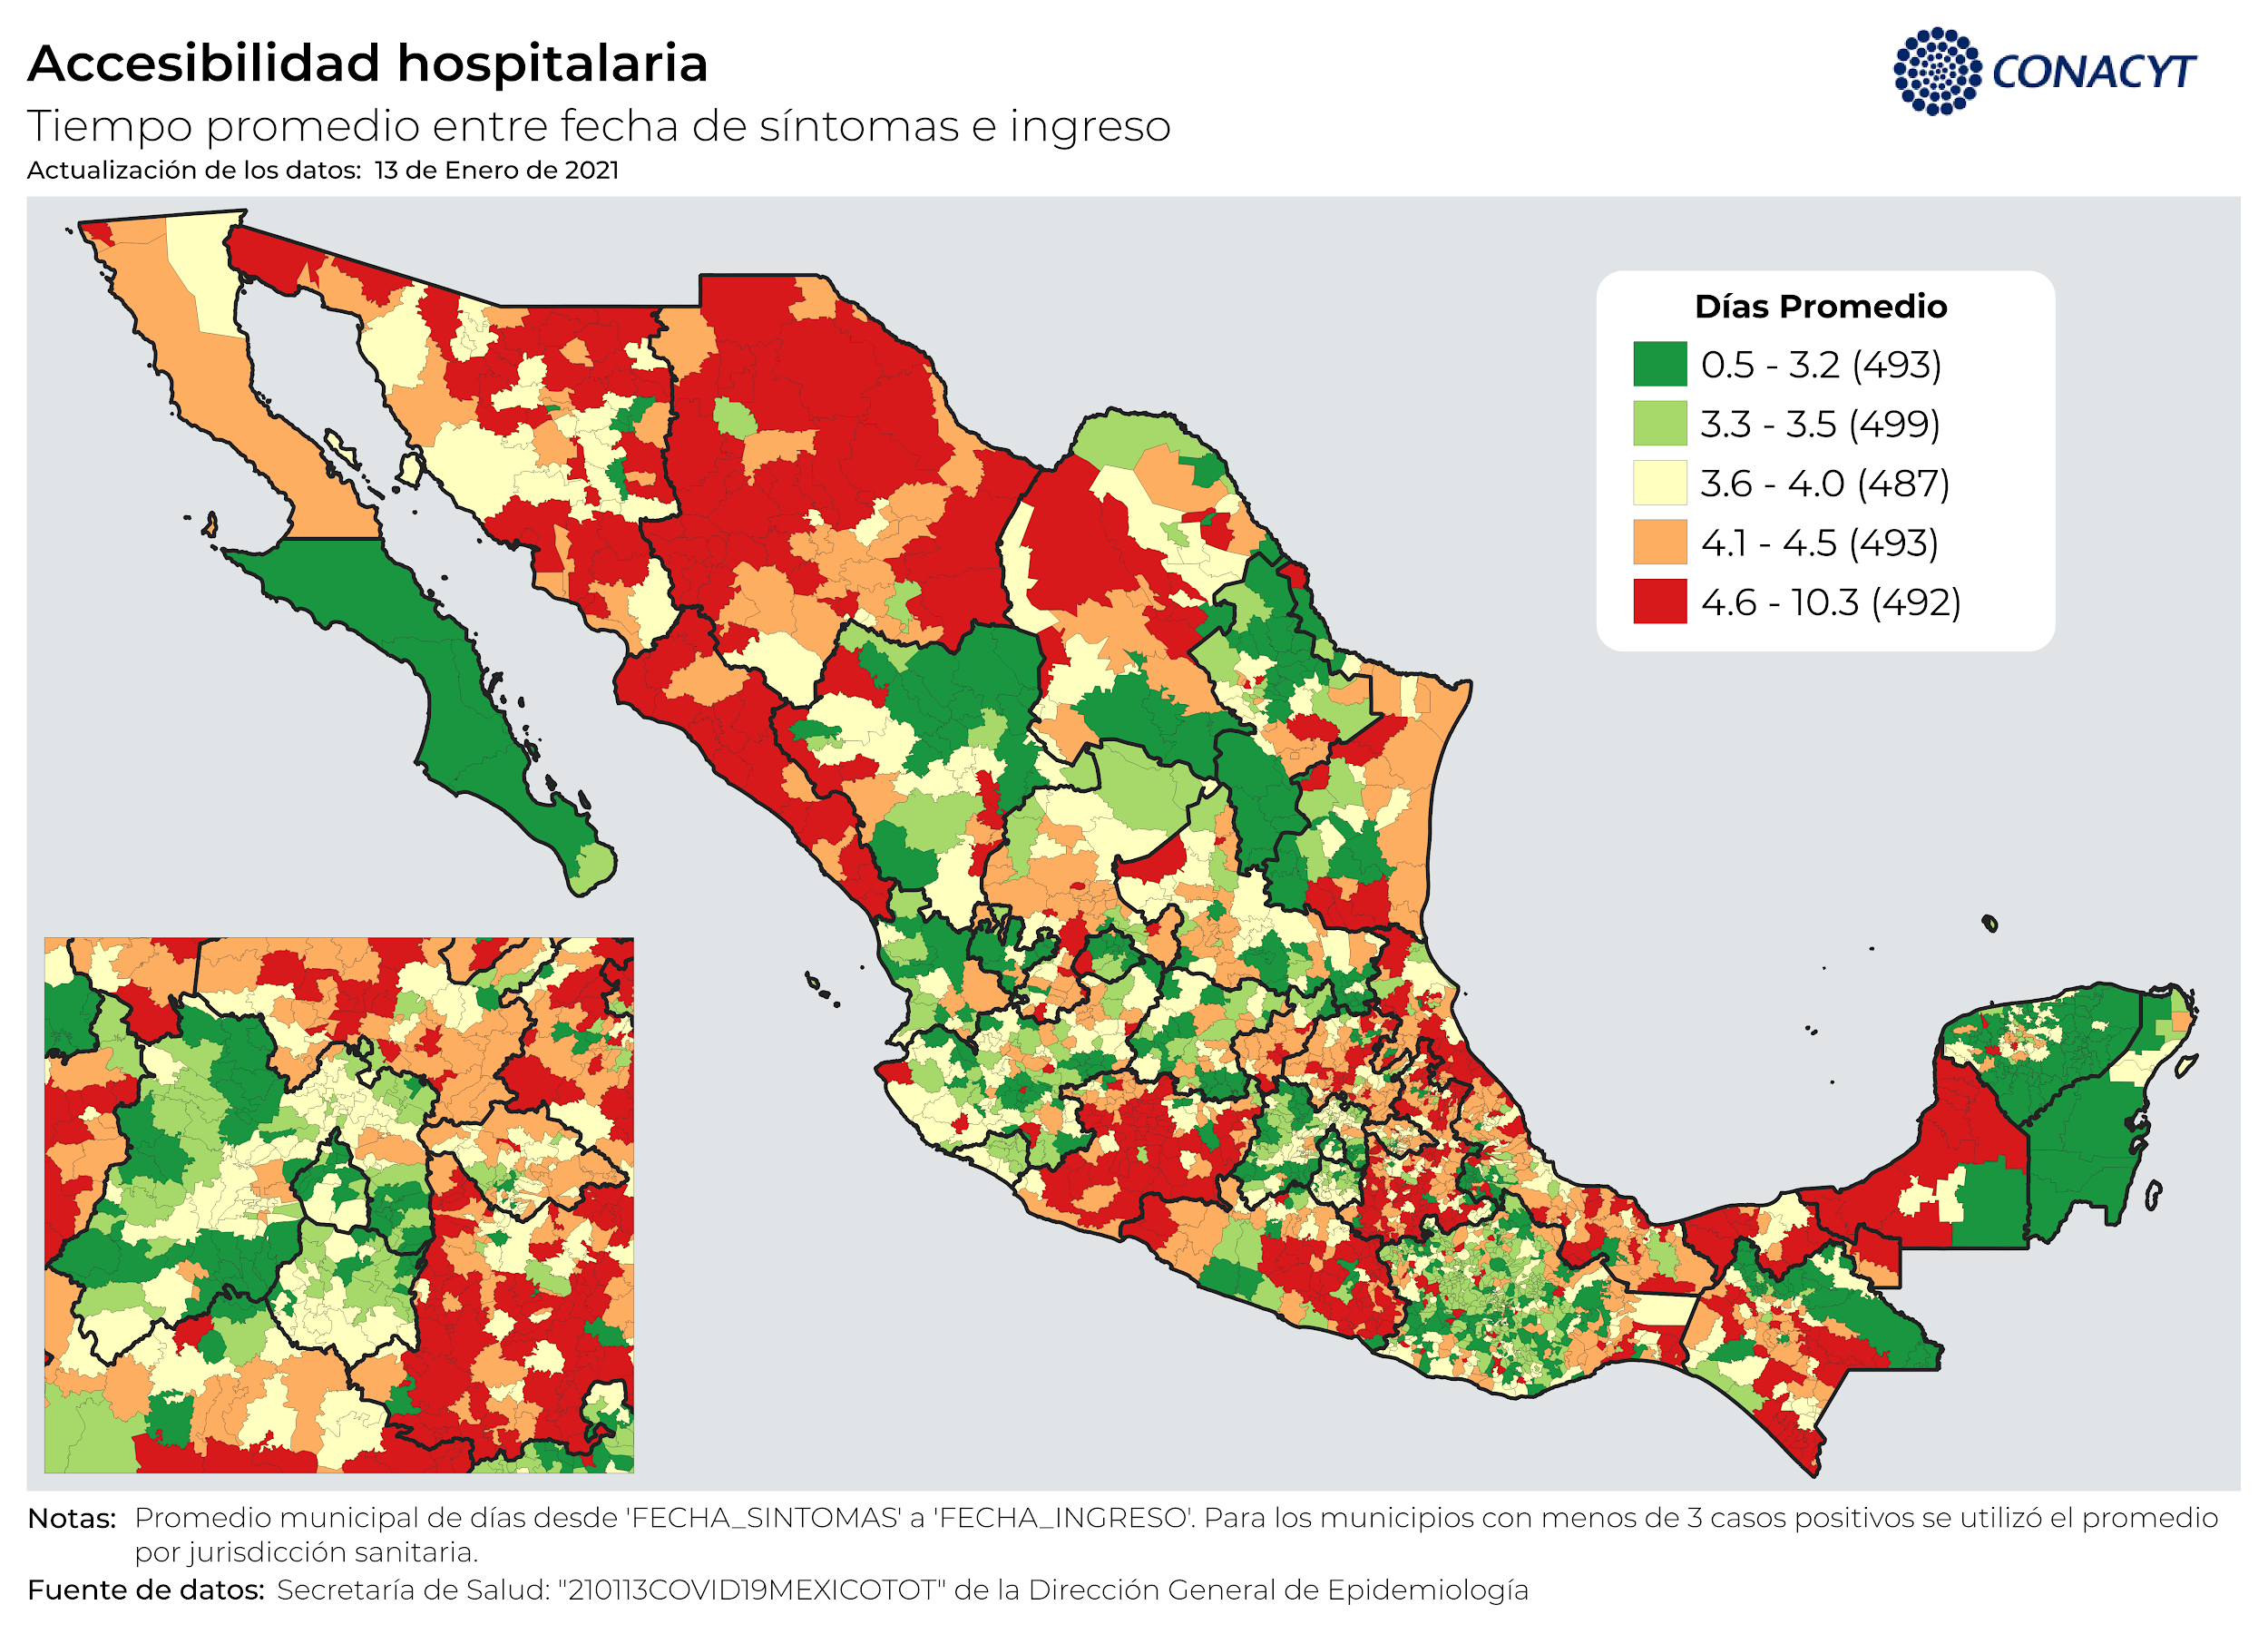 Accesibilidad hospitalaria
Tiempo promedio entre fecha de síntomas e ingreso
Actualización de los datos: 13 de Enero de 2021
CONACYT
Días Promedio
0.5 - 3.2 (493)
3.3 - 3.5 (499)
3.6 - 4.0 (487)
4.1 - 4.5 (493)
4.6 - 10.3 (492)
Notas: Promedio municipal de días desde 'FECHA_SINTOMAS' a 'FECHA_INGRESO'. Para los municipios con menos de 3 casos positivos se utilizó el promedio
por jurisdicción sanitaria.
Fuente de datos: Secretaría de Salud: "210113COVID19MEXICOTOT" de la Dirección General de Epidemiología